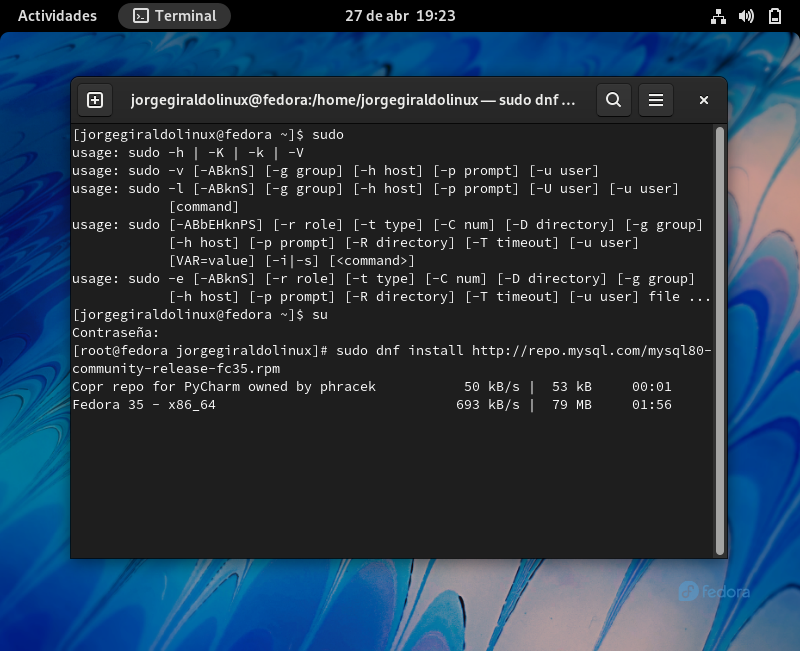 Actividades Terminal 27 de abr 19:23
jorgegiraldolinux@fedora:/home/jorgegiraldolinux — sudo dnf ...
[jorgegiraldolinux@fedora ~]$ sudo
usage: sudo -h | -K | -k | -V
usage: sudo -v [-ABknS] [-g group] [-h host] [-p prompt] [-u user]
usage: sudo -l [-ABknS] [-g group] [-h host] [-p prompt] [-U user] [-u user]
            [command]
usage: sudo [-ABbEHknPS] [-r role] [-t type] [-C num] [-D directory] [-g group]
            [-h host] [-p prompt] [-R directory] [-T timeout] [-u user]
            [VAR=value] [-i|-s] [<command>]
usage: sudo -e [-ABknS] [-r role] [-t type] [-C num] [-D directory] [-g group]
            [-h host] [-p prompt] [-R directory] [-T timeout] [-u user] file ...
[jorgegiraldolinux@fedora ~]$ su
Contraseña:
[root@fedora jorgegiraldolinux]# sudo dnf install http://repo.mysql.com/mysql80-
community-release-fc35.rpm
Copr repo for PyCharm owned by phracek           50 kB/s |  53 kB     00:01
Fedora 35 - x86_64                              693 kB/s |  79 MB     01:56
fedora